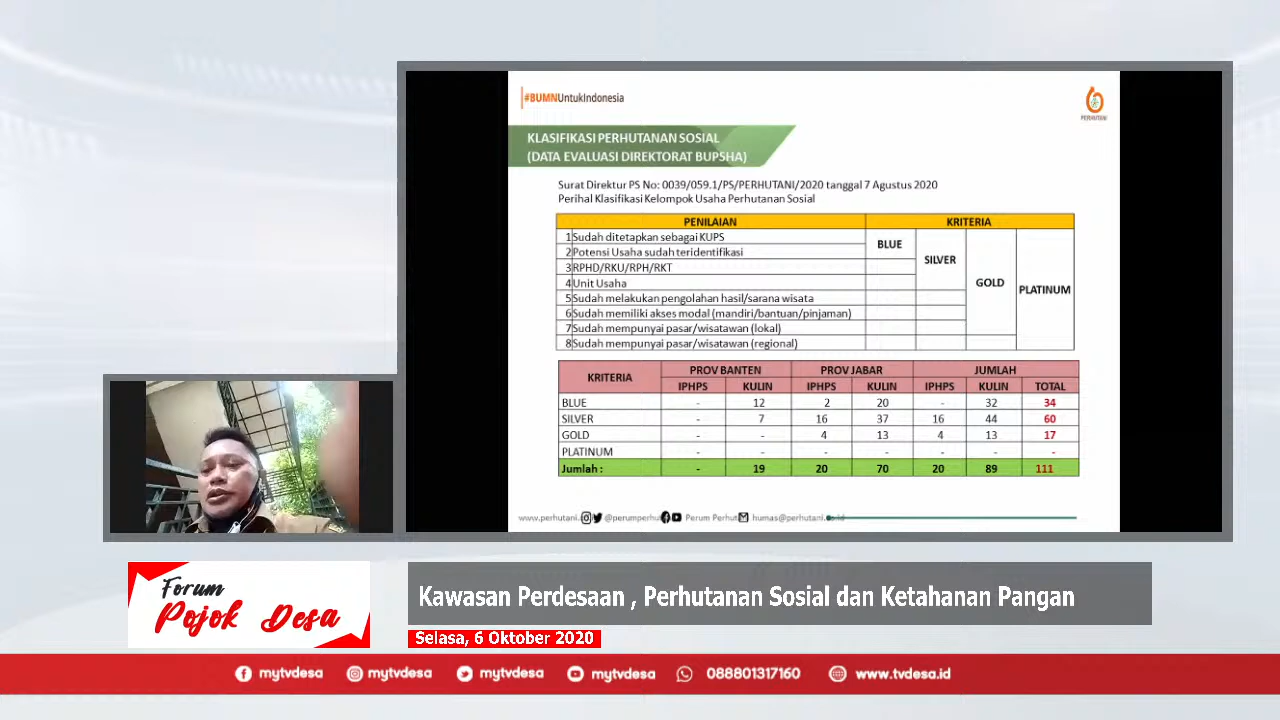 #BUMNUntukIndonesia
PERHUTANI
KLASIFIKASI PERHUTANAN SOSIAL
(DATA EVALUASI DIREKTORAT BUPSHA)
Surat Direktur PS No: 0039/059.1/PS/PERHUTANI/2020 tanggal 7 Agustus 2020
Perihal Klasifikasi Kelompok Usaha Perhutanan Sosial
PENILAIAN KRITERIA
1 Sudah ditetapkan sebagai KUPS
2 Potensi Usaha sudah teridentifikasi
3 RPHD/RKU/RPH/RKT
4 Unit Usaha
5 Sudah melakukan pengolahan hasil/sarana wisata
6 Sudah memiliki akses modal (mandiri/bantuan/pinjaman)
7 Sudah mempunyai pasar/wisatawan (lokal)
8 Sudah mempunyai pasar/wisatawan (regional)
BLUE
SILVER
GOLD
PLATINUM
KRITERIA PROV BANTEN PROV JABAR JUMLAH
IPHPS KULIN IPHPS KULIN IPHPS KULIN TOTAL
BLUE - 12 2 20 - 32 34
SILVER - 7 16 37 16 44 60
GOLD - - 4 13 4 13 17
PLATINUM - - - - - - -
Jumlah : - 19 20 70 20 89 111
www.perhutani. @perumperhu Perum Perhut humas@perhutani.
Forum
Pojok Desa
Kawasan Perdesaan , Perhutanan Sosial dan Ketahanan Pangan
Selasa, 6 Oktober 2020
mytvdesa mytvdesa mytvdesa mytvdesa 088801317160 www.tvdesa.id